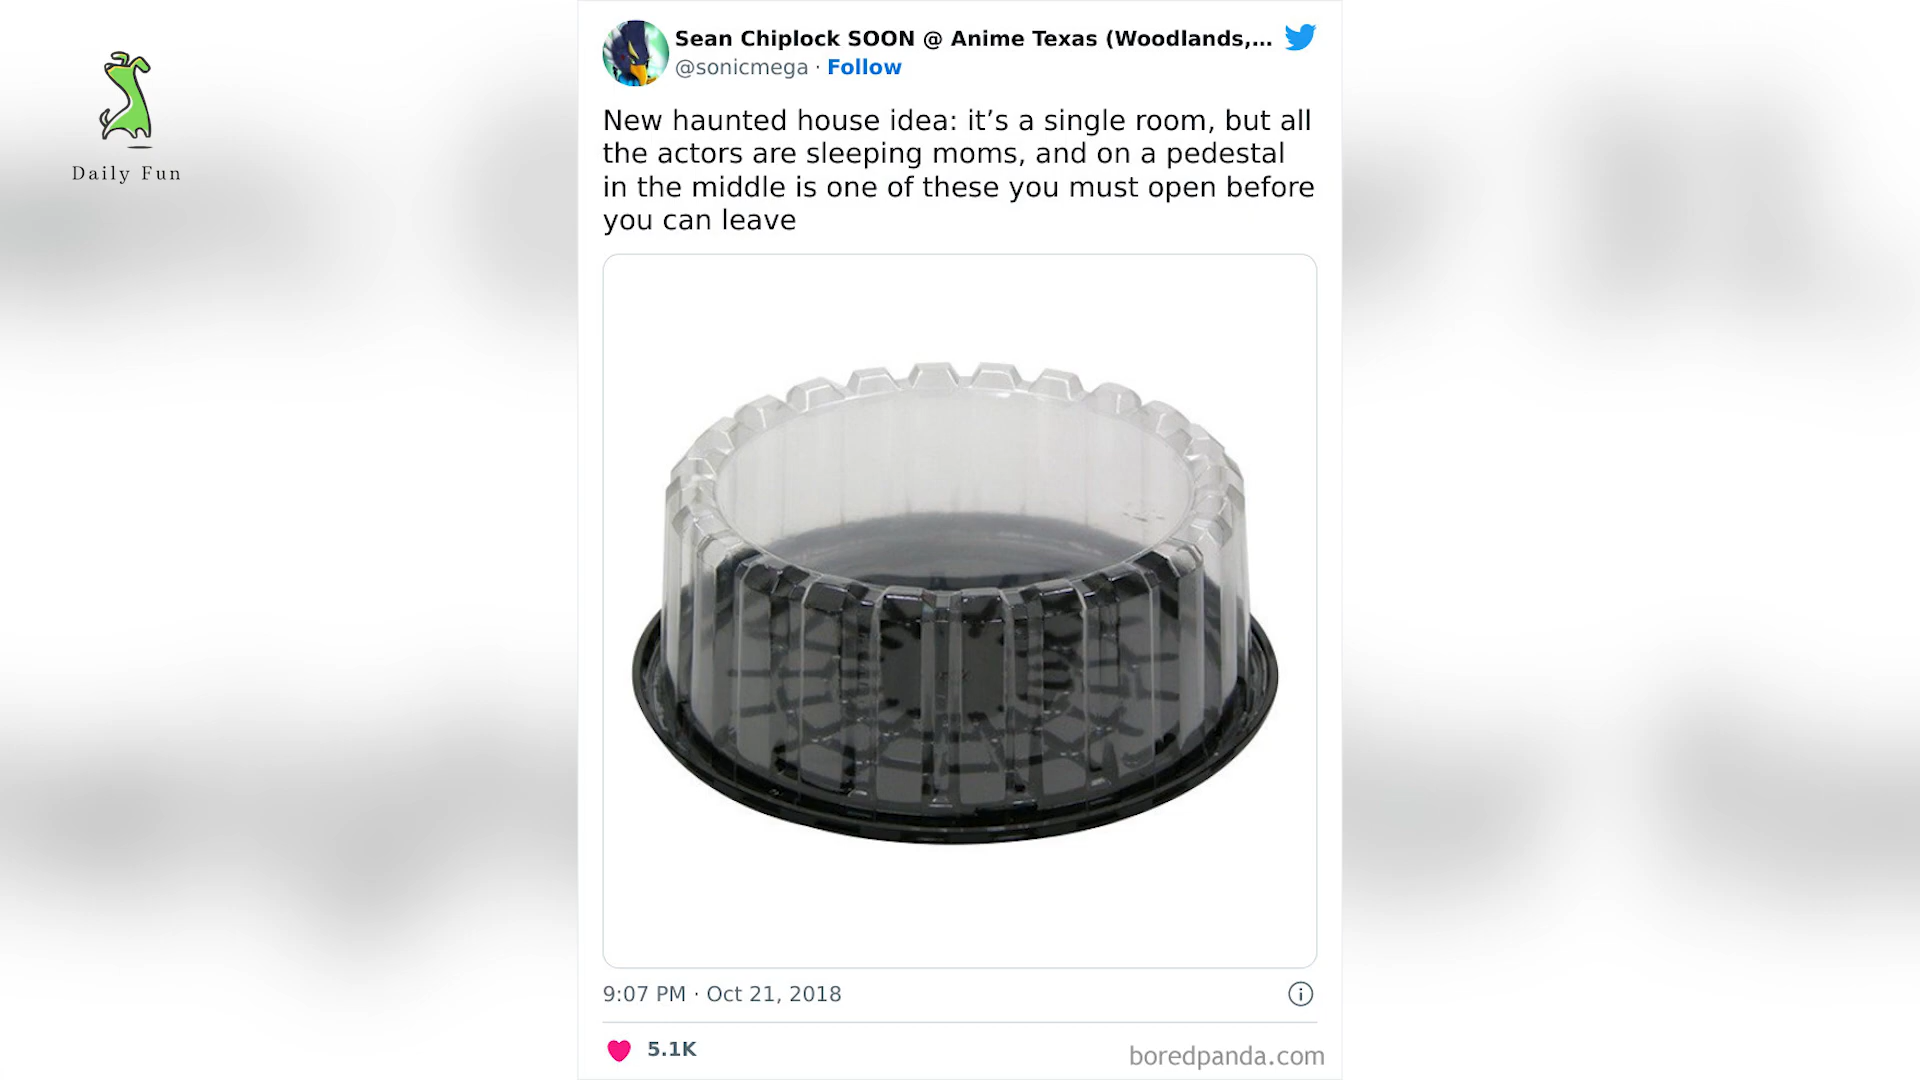 Daily Fun
Sean Chiplock SOON @ Anime Texas (Woodlands,...
@sonicmega · Follow
New haunted house idea: it’s a single room, but all
the actors are sleeping moms, and on a pedestal
in the middle is one of these you must open before
you can leave
9:07 PM · Oct 21, 2018
5.1K
boredpanda.com